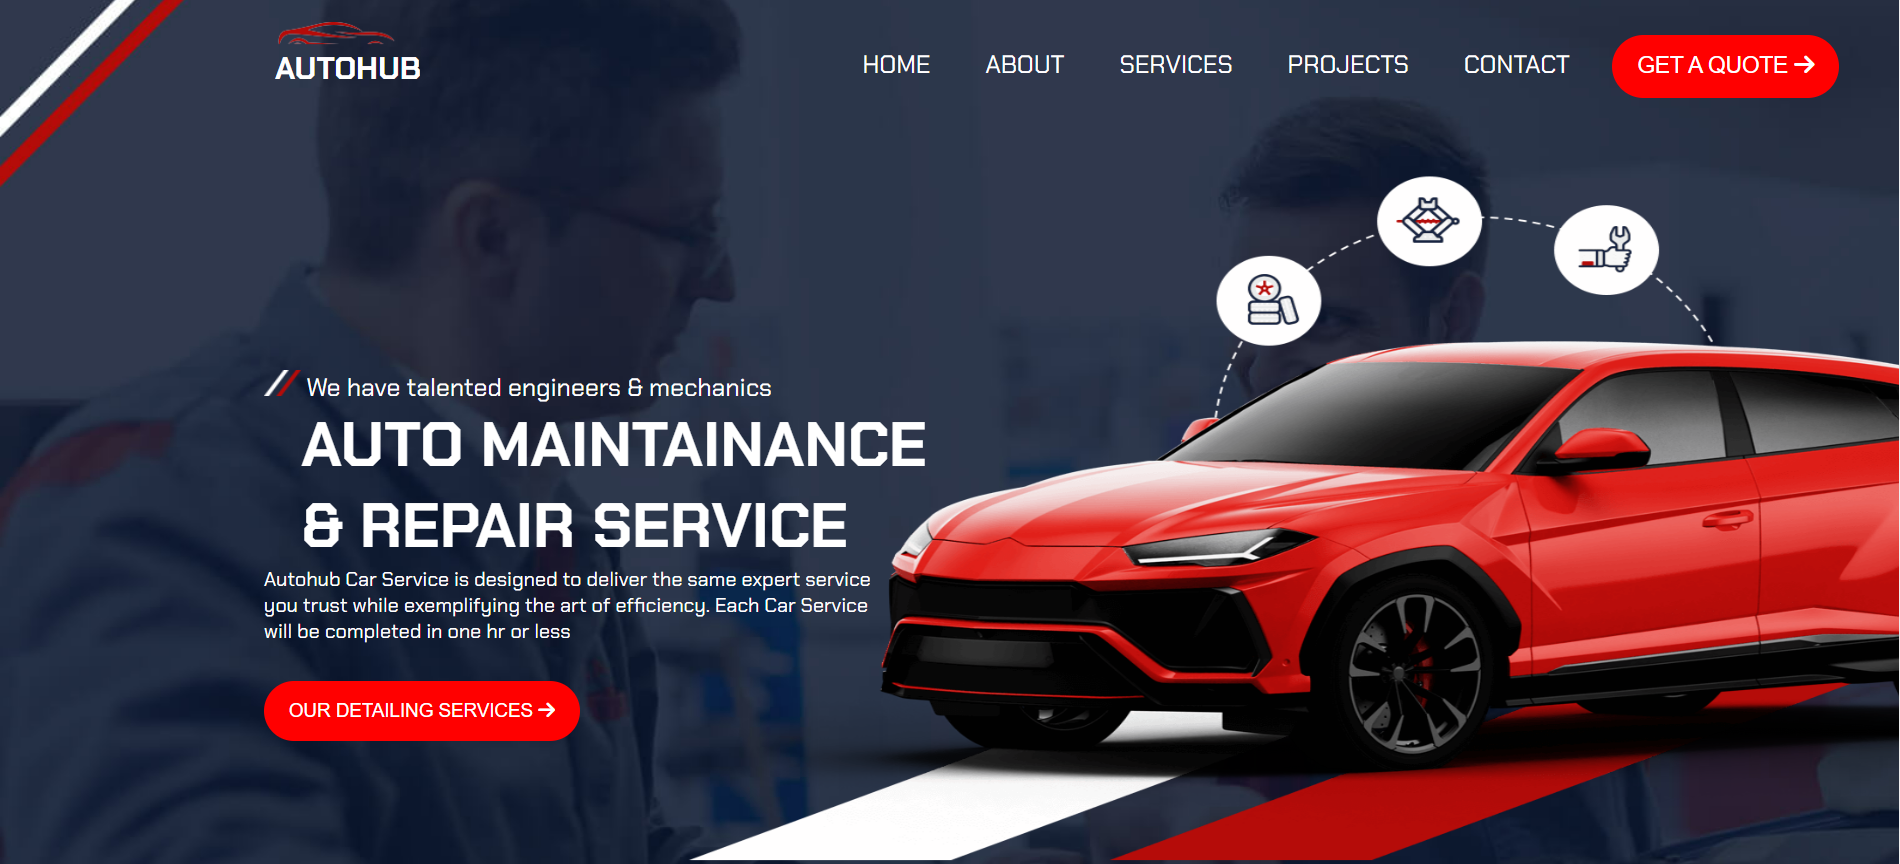 AUTOHUB
HOME
ABOUT
SERVICES
PROJECTS
CONTACT
GET A QUOTE
We have talented engineers & mechanics
AUTO MAINTAINANCE
& REPAIR SERVICE
Autohub Car Service is designed to deliver the same expert service
you trust while exemplifying the art of efficiency. Each Car Service
will be completed in one hr or less
OUR DETAILING SERVICES